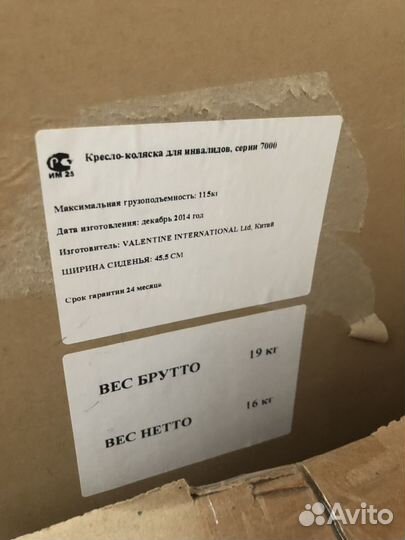 РС
ИМ 25
Кресло-коляска для инвалидов, серии 7000
Максимальная грузоподъемность: 115кг
Дата изготовления: декабрь 2014 год
Изготовитель: VALENTINE INTERNATIONAL Ltd, Китай
ШИРИНА СИДЕНЬЯ: 45.5 СМ
Срок гарантии 24 месяца
ВЕС БРУТТО 19 кг
ВЕС НЕТТО 16 кг
Avito